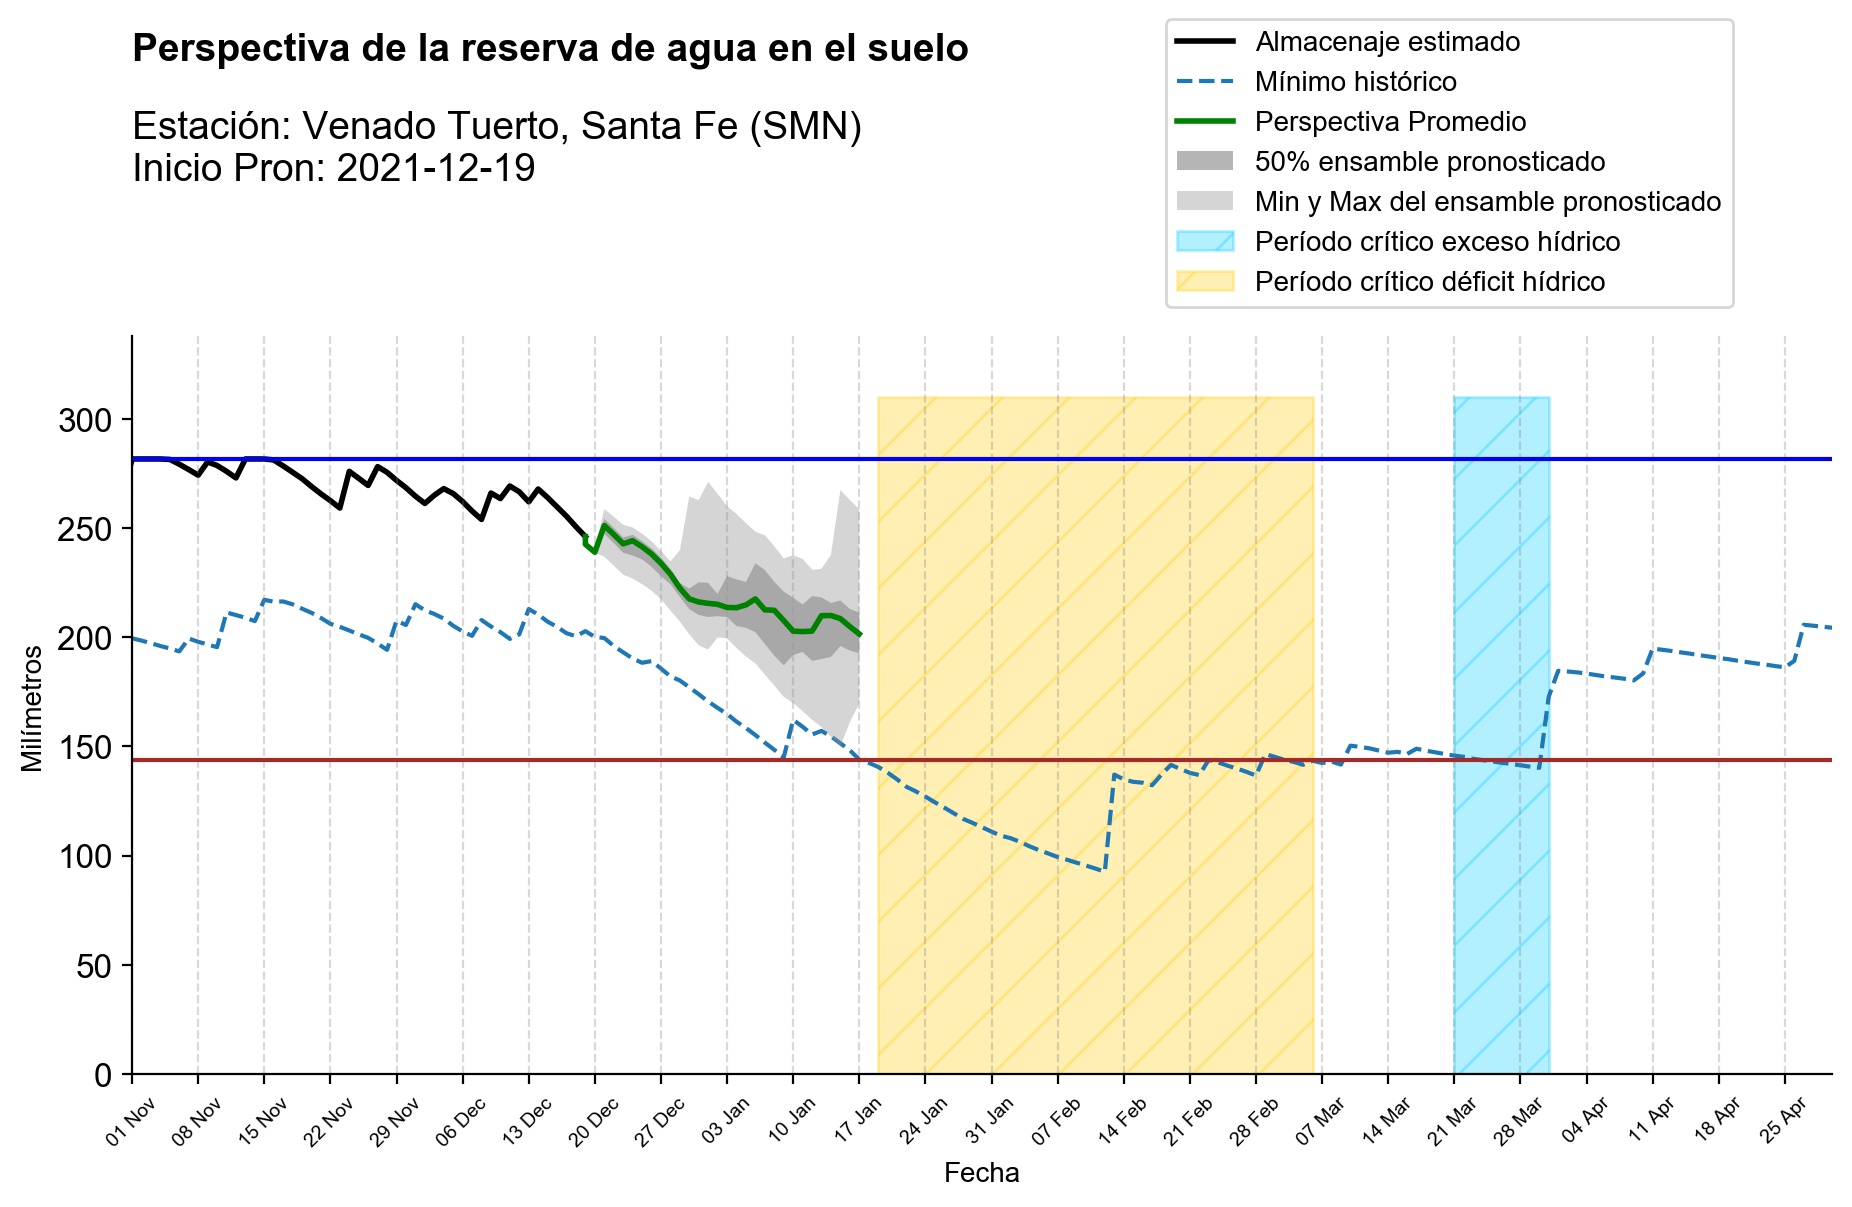 Perspectiva de la reserva de agua en el suelo
Estación: Venado Tuerto, Santa Fe (SMN)
Inicio Pron: 2021-12-19
Almacenaje estimado
Mínimo histórico
Perspectiva Promedio
50% ensamble pronosticado
Min y Max del ensamble pronosticado
Período crítico exceso hídrico
Período crítico déficit hídrico
Milímetros
300
250
200
150
100
50
0
01 Nov
08 Nov
15 Nov
22 Nov
29 Nov
06 Dec
13 Dec
20 Dec
27 Dec
03 Jan
10 Jan
17 Jan
24 Jan
31 Jan
07 Feb
14 Feb
21 Feb
28 Feb
07 Mar
14 Mar
21 Mar
28 Mar
04 Apr
11 Apr
18 Apr
25 Apr
Fecha